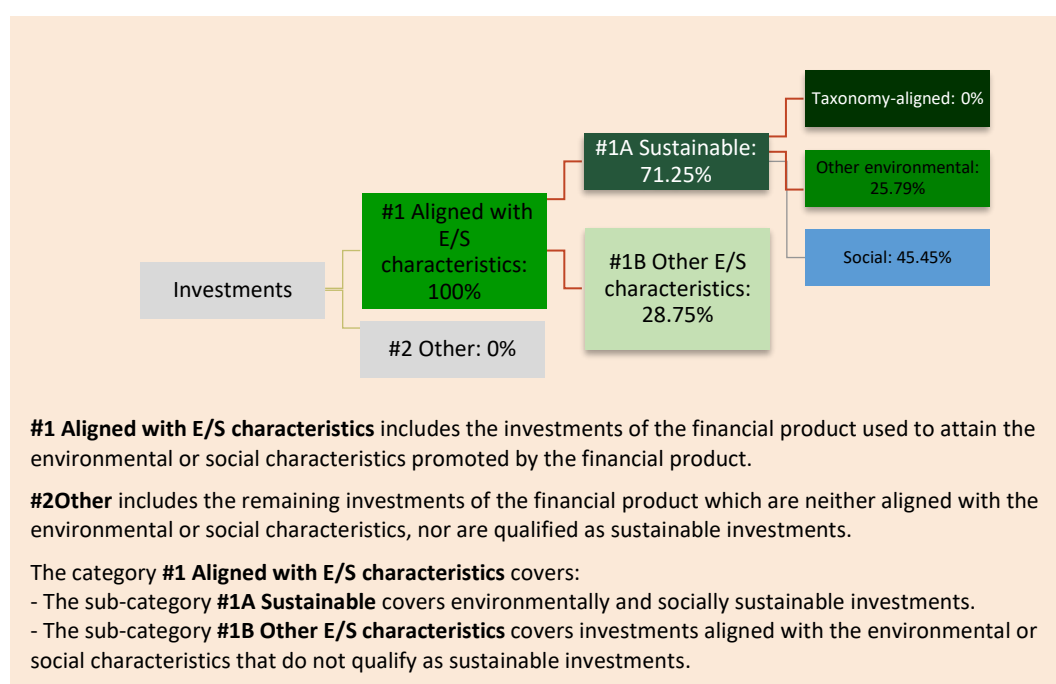 Taxonomy-aligned: 0%
#1A Sustainable:
71.25%
Other environmental:
25.79%
#1 Aligned with
E/S
characteristics:
100%
Social: 45.45%
#1B Other E/S
characteristics:
28.75%
Investments
#2 Other: 0%
#1 Aligned with E/S characteristics includes the investments of the financial product used to attain the
environmental or social characteristics promoted by the financial product.
#2Other includes the remaining investments of the financial product which are neither aligned with the
environmental or social characteristics, nor are qualified as sustainable investments.
The category #1 Aligned with E/S characteristics covers:
- The sub-category #1A Sustainable covers environmentally and socially sustainable investments.
- The sub-category #1B Other E/S characteristics covers investments aligned with the environmental or
social characteristics that do not qualify as sustainable investments.